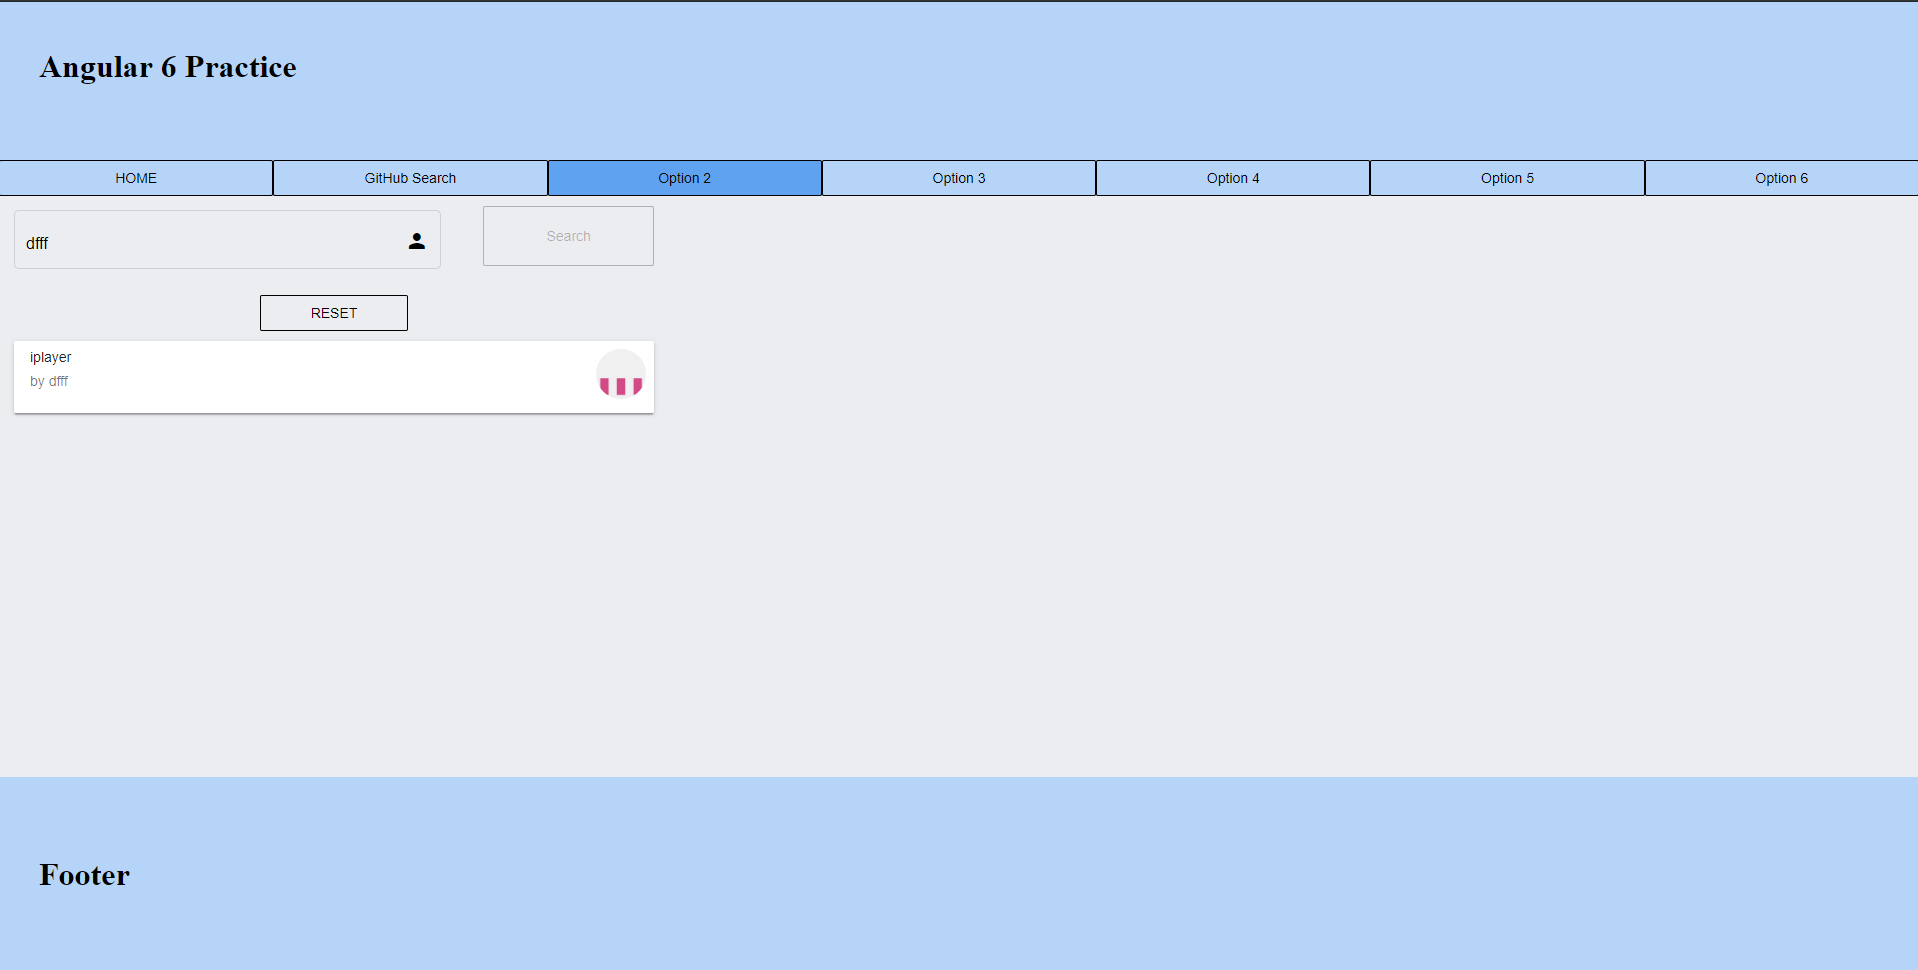 Angular 6 Practice
HOME GitHub Search Option 2 Option 3 Option 4 Option 5 Option 6
dfff Search
RESET
iplayer
by dfff
Footer